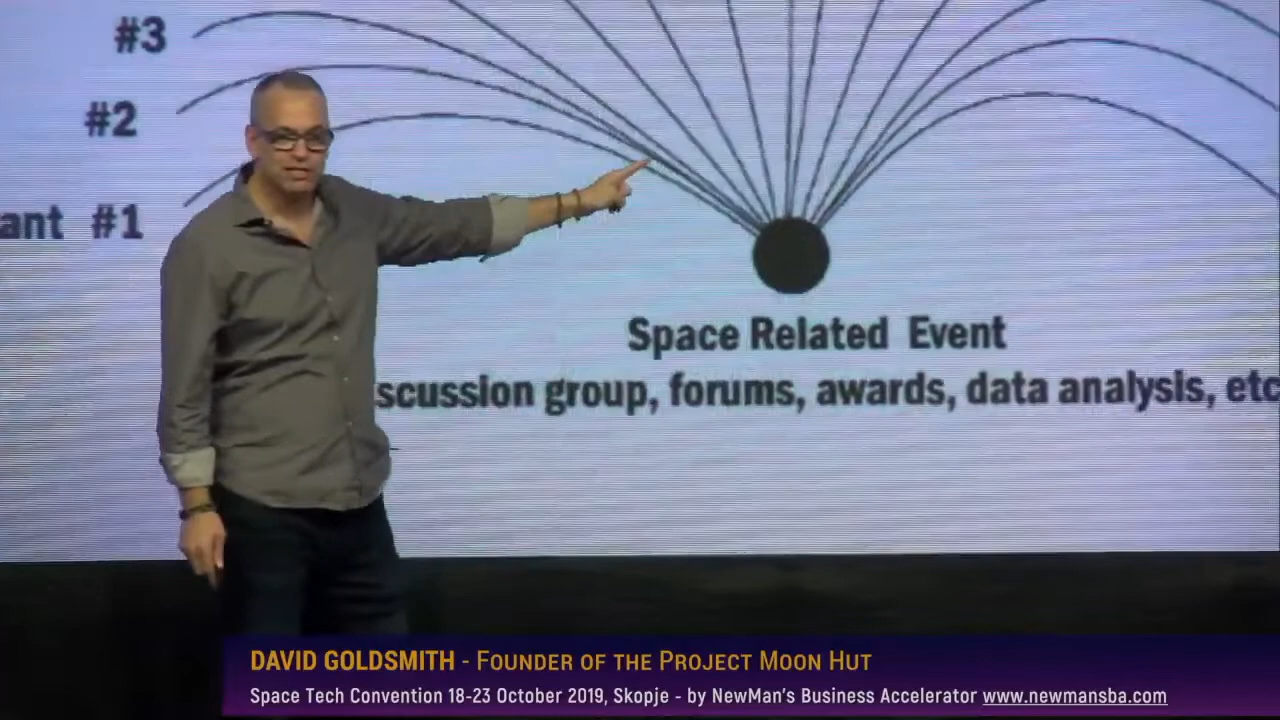 #3
#2
ant #1
Space Related Event
scussion group, forums, awards, data analysis, etc
DAVID GOLDSMITH - FOUNDER OF THE PROJECT MOON HUT
Space Tech Convention 18-23 October 2019, Skopje - by NewMan's Business Accelerator www.newmansba.com